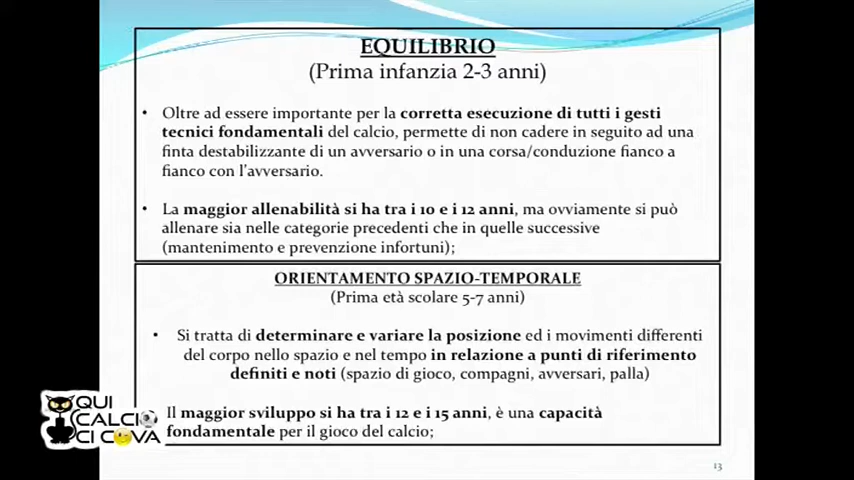 EQUILIBRIO
(Prima infanzia 2-3 anni)
• Oltre ad essere importante per la corretta esecuzione di tutti i gesti
tecnici fondamentali del calcio, permette di non cadere in seguito ad una
finta destabilizzante di un avversario o in una corsa/conduzione fianco a
fianco con l'avversario.
• La maggior allenabilità si ha tra i 10 e i 12 anni, ma ovviamente si può
allenare sia nelle categorie precedenti che in quelle successive
(mantenimento e prevenzione infortuni);
ORIENTAMENTO SPAZIO-TEMPORALE
(Prima età scolare 5-7 anni)
• Si tratta di determinare e variare la posizione ed i movimenti differenti
del corpo nello spazio e nel tempo in relazione a punti di riferimento
definiti e noti (spazio di gioco, compagni, avversari, palla)
Il maggior sviluppo si ha tra i 12 e i 15 anni, è una capacità
fondamentale per il gioco del calcio;
QUI
CALCIO
CI COVA
13